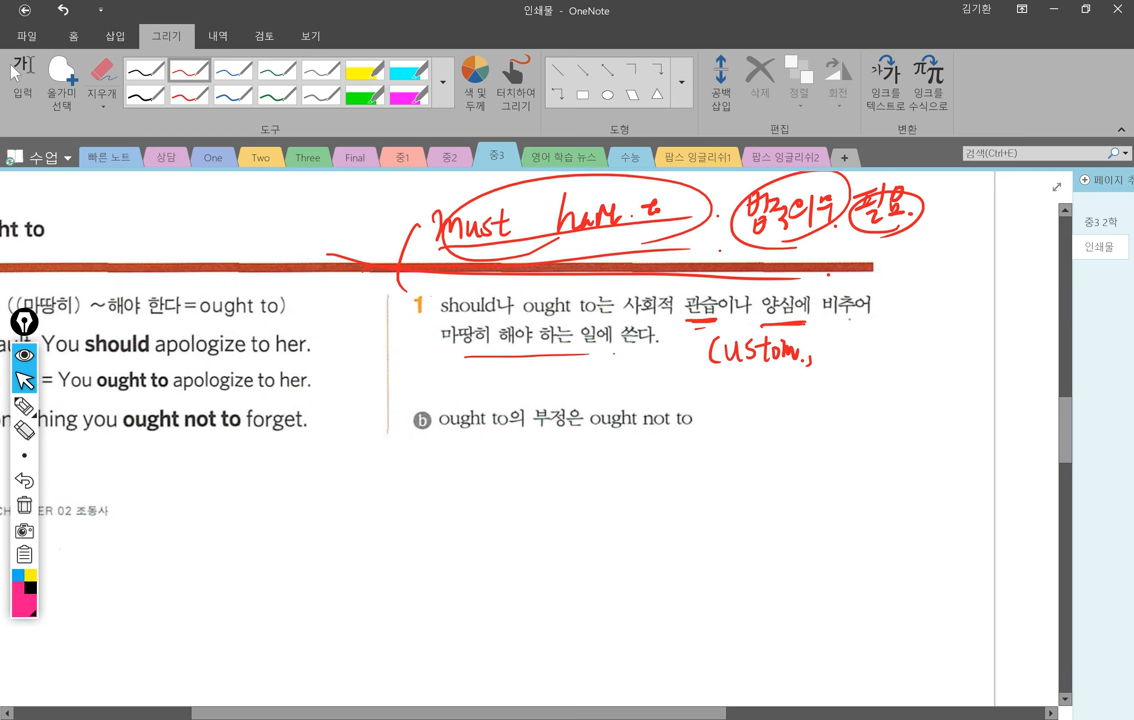 인쇄물 - OneNote
김기환
파일 홈 삽입 그리기 내역 검토 보기
입력 올가미 선택 지우개 색 및 두께 터치하여 그리기 공백 삽입 삭제 정렬 회전 잉크를 텍스트로 잉크를 수식으로
도구 도형 편집 변환
수업 빠른 노트 상담 One Two Three Final 중1 중2 중3 영어 학습 뉴스 수능 팝스 잉글리쉬1 팝스 잉글리쉬2 검색(Ctrl+E)
페이지 추
중3 2학
인쇄물
must have to 법적의무 필요.
ht to
((마땅히) ~해야 한다=ought to)
1 should나 ought to는 사회적 관습이나 양심에 비추어
마땅히 해야 하는 일에 쓴다.
custom,
You should apologize to her.
= You ought to apologize to her.
hing you ought not to forget.
b ought to의 부정은 ought not to
ER 02 조동사